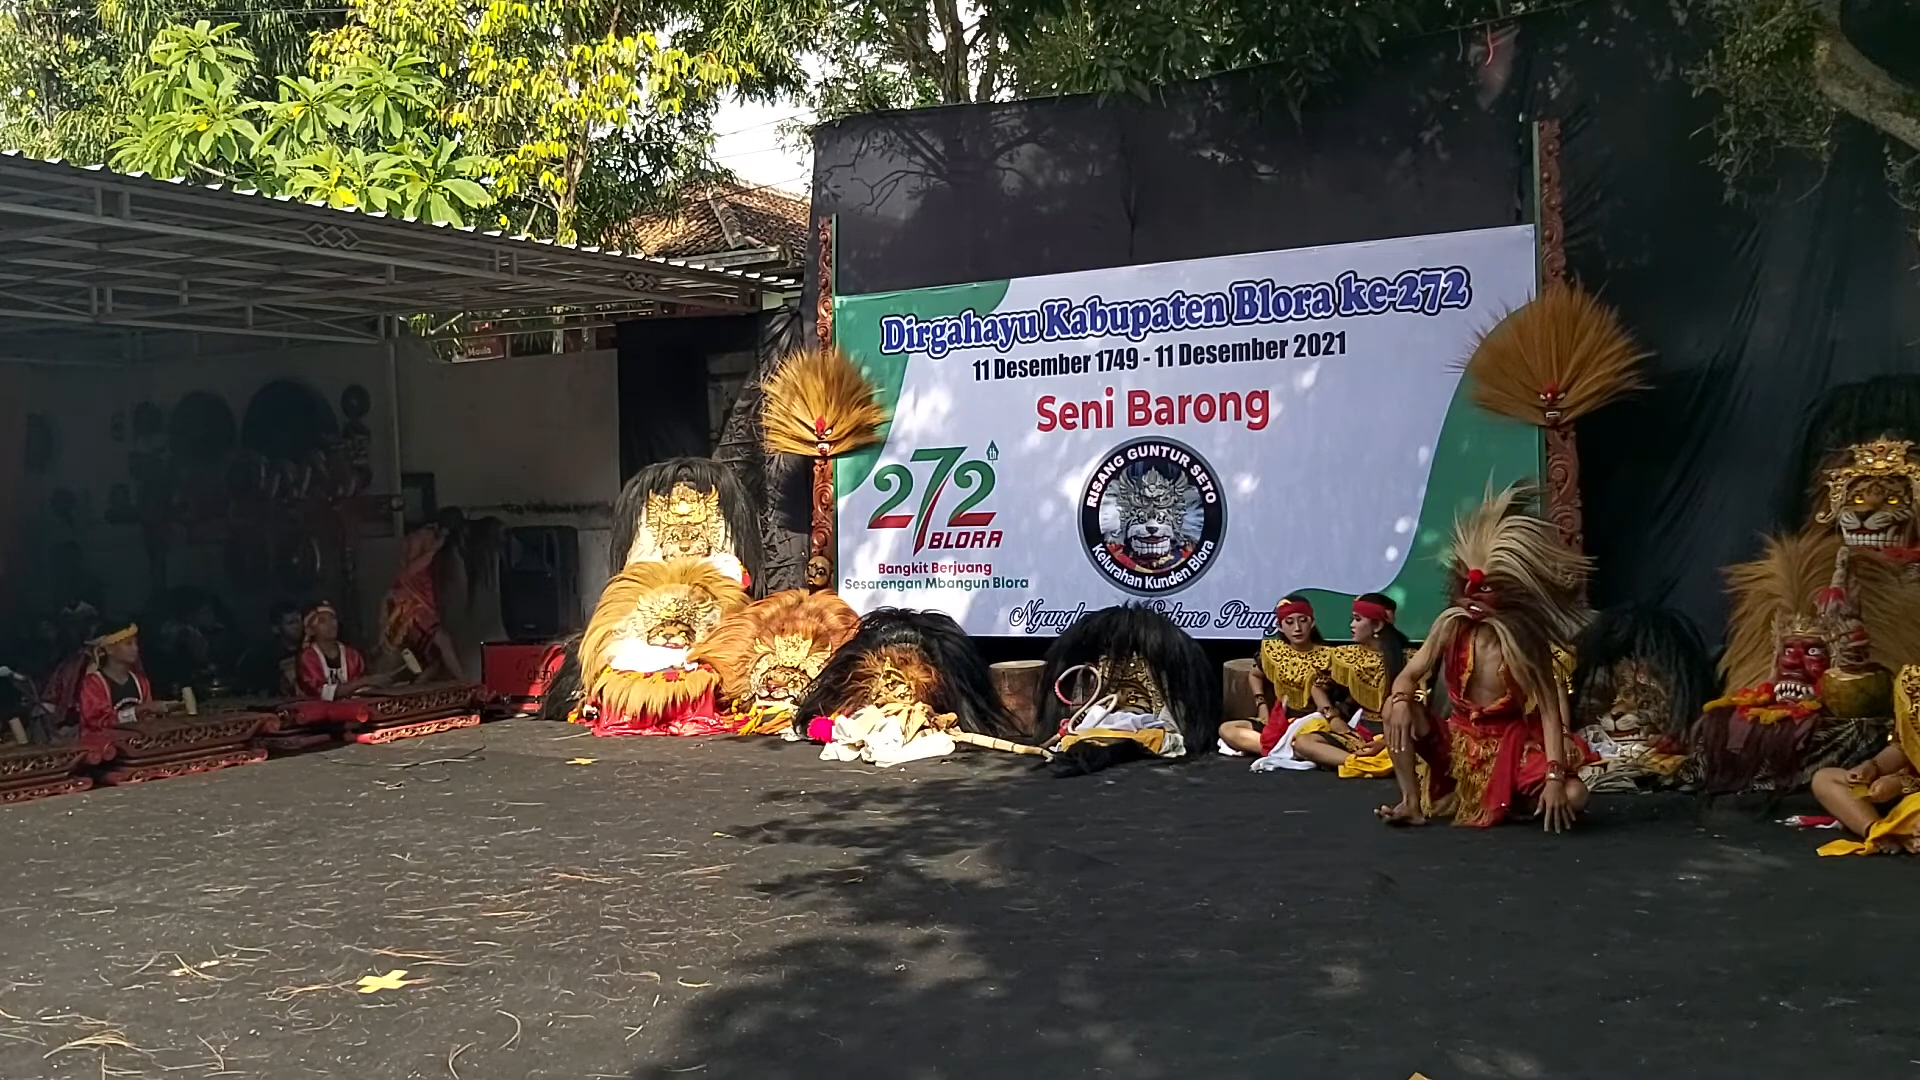 Dirgahayu Kabupaten Blora ke-272
11 Desember 1749 - 11 Desember 2021
Seni Barong
272th
BLORA
Bangkit Berjuang
Sesarengan Mbangun Blora
RISANG GUNTUR SETO
Kelurahan Kunden Blora